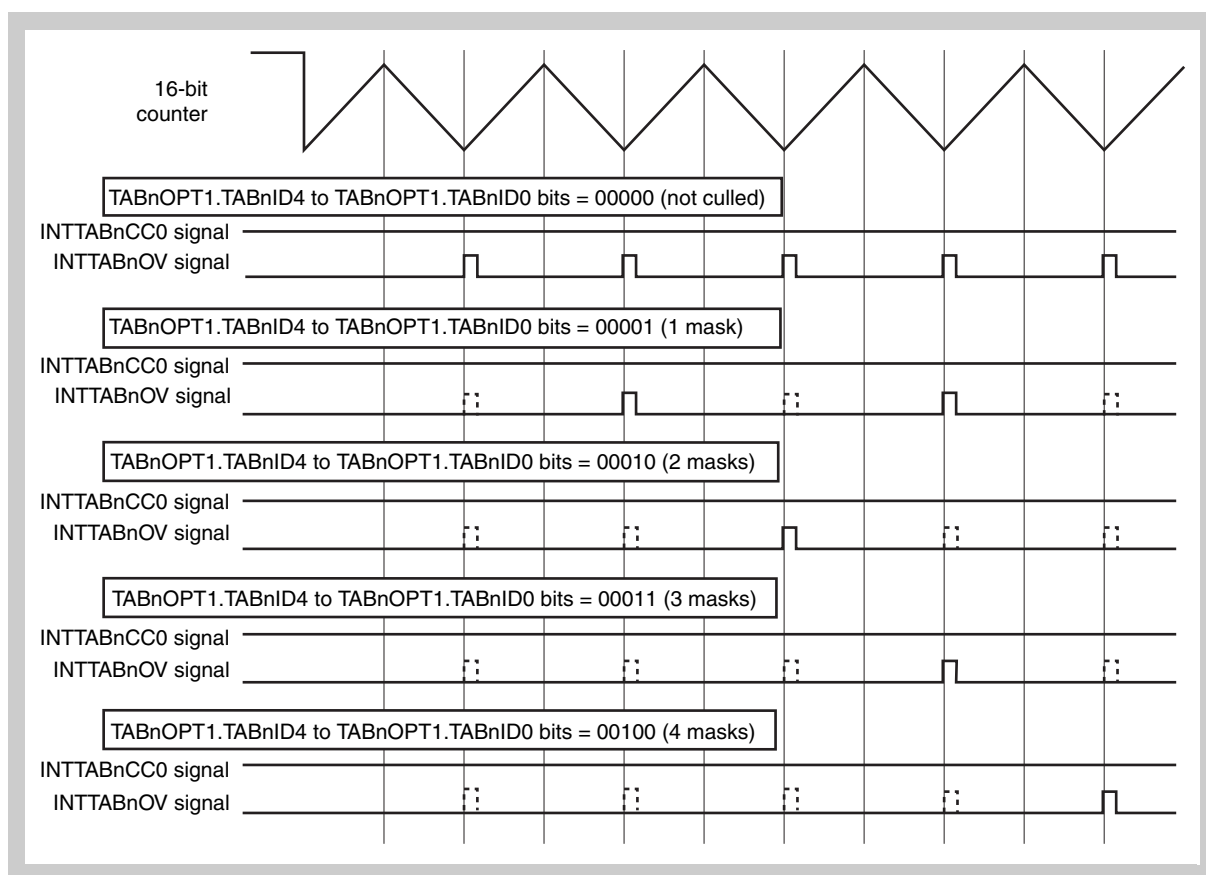 16-bit
counter
TABnOPT1.TABnID4 to TABnOPT1.TABnID0 bits = 00000 (not culled)
INTTABnCC0 signal
INTTABnOV signal
TABnOPT1.TABnID4 to TABnOPT1.TABnID0 bits = 00001 (1 mask)
INTTABnCC0 signal
INTTABnOV signal
TABnOPT1.TABnID4 to TABnOPT1.TABnID0 bits = 00010 (2 masks)
INTTABnCC0 signal
INTTABnOV signal
TABnOPT1.TABnID4 to TABnOPT1.TABnID0 bits = 00011 (3 masks)
INTTABnCC0 signal
INTTABnOV signal
TABnOPT1.TABnID4 to TABnOPT1.TABnID0 bits = 00100 (4 masks)
INTTABnCC0 signal
INTTABnOV signal